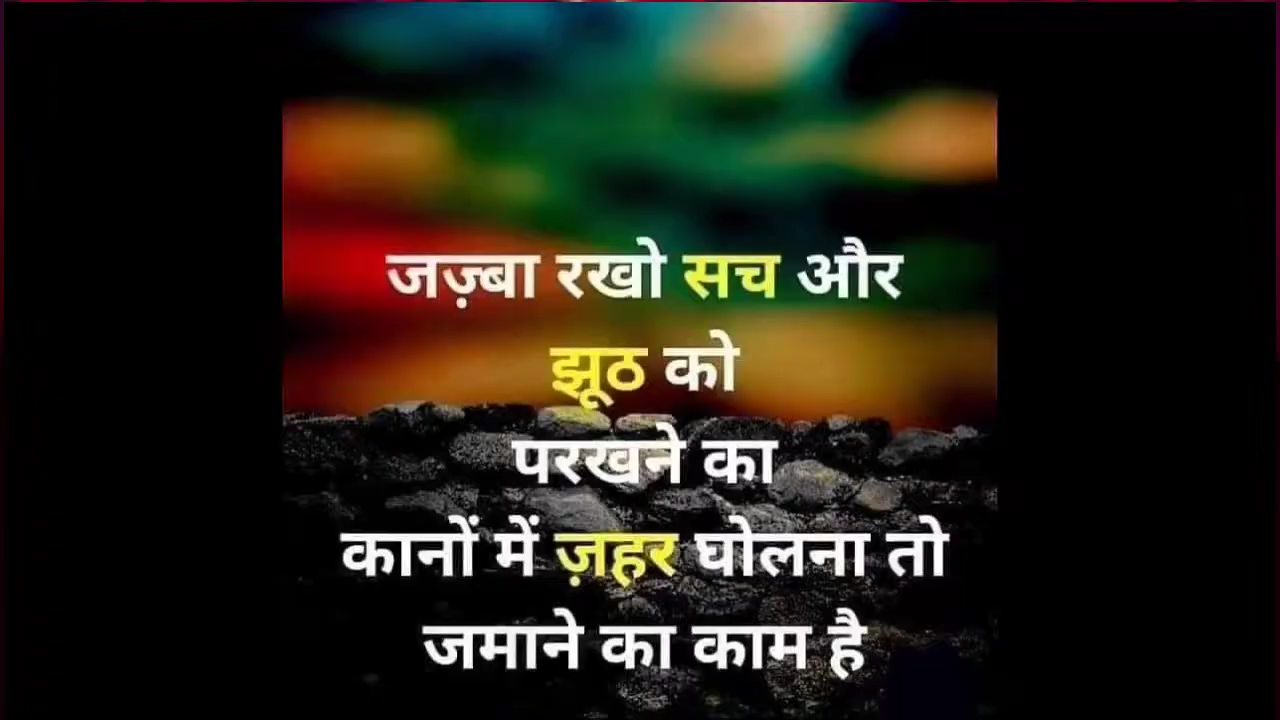 जज़्बा रखो सच और
झूठ को
परखने का
कानों में ज़हर घोलना तो
जमाने का काम है